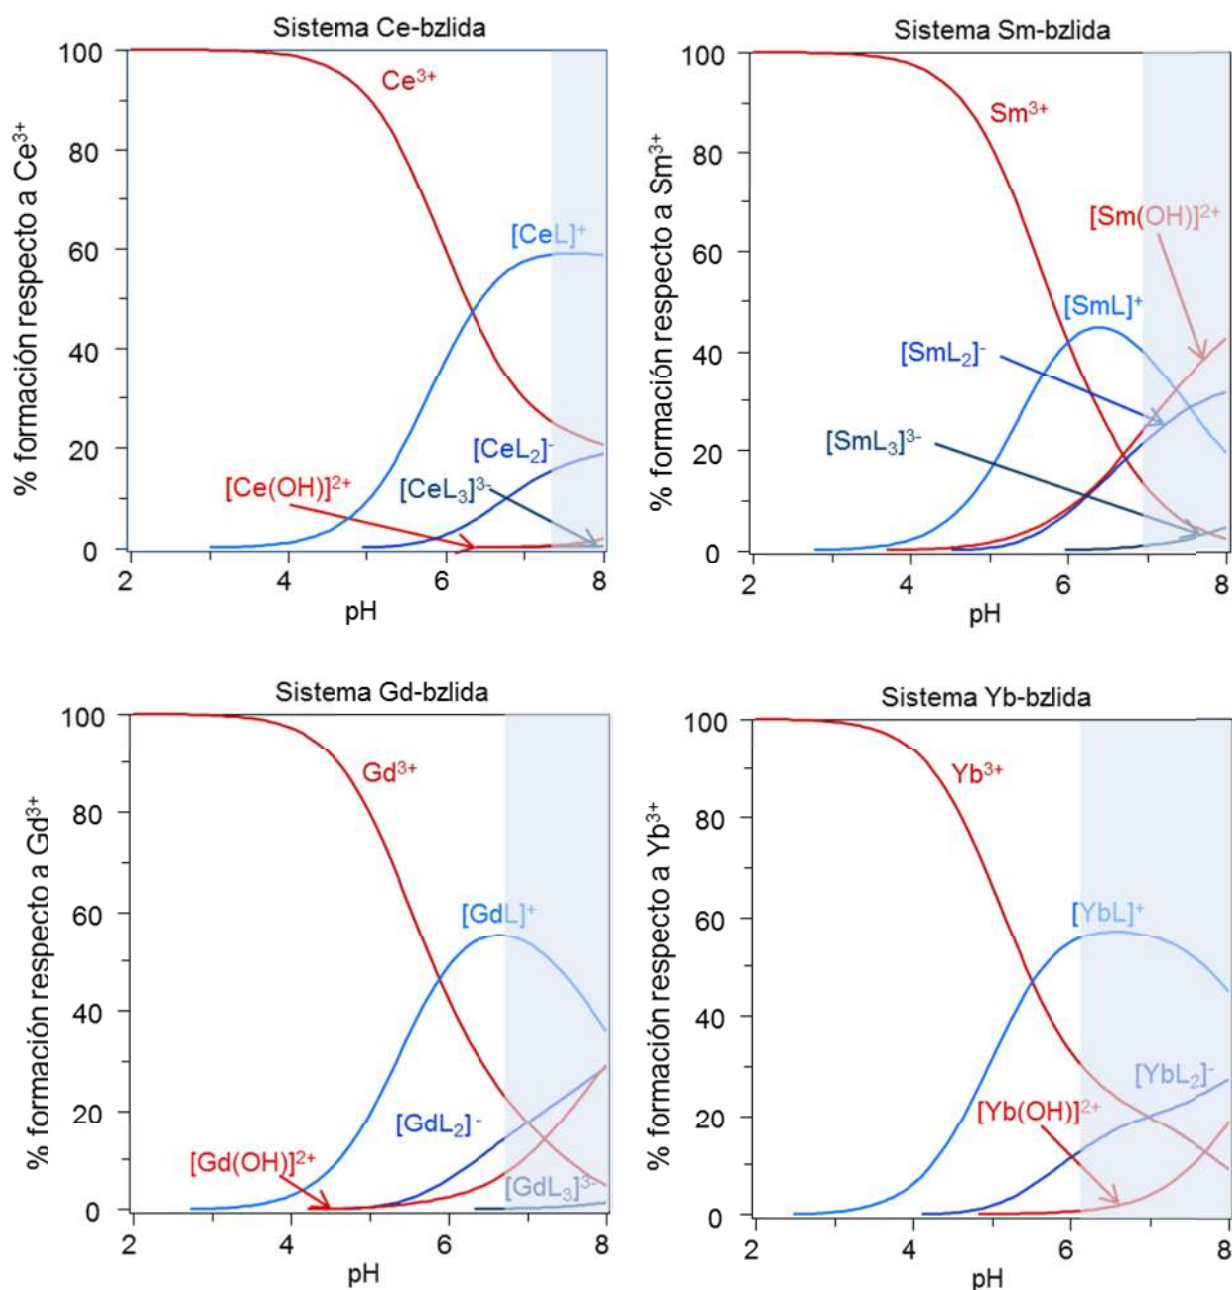 Sistema Ce-bzlida
% formación respecto a Ce³⁺
100
80
60
40
20
0
Ce³⁺
[CeL]⁺
[CeL₂]⁻
[Ce(OH)]²⁺
[CeL₃]³⁻
2
4
6
8
pH
Sistema Sm-bzlida
% formación respecto a Sm³⁺
100
80
60
40
20
0
Sm³⁺
[Sm(OH)]²⁺
[SmL]⁺
[SmL₂]⁻
[SmL₃]³⁻
2
4
6
8
pH
Sistema Gd-bzlida
% formación respecto a Gd³⁺
100
80
60
40
20
0
Gd³⁺
[GdL]⁺
[GdL₂]⁻
[Gd(OH)]²⁺
[GdL₃]³⁻
2
4
6
8
pH
Sistema Yb-bzlida
% formación respecto a Yb³⁺
100
80
60
40
20
0
Yb³⁺
[YbL]⁺
[YbL₂]⁻
[Yb(OH)]²⁺
2
4
6
8
pH